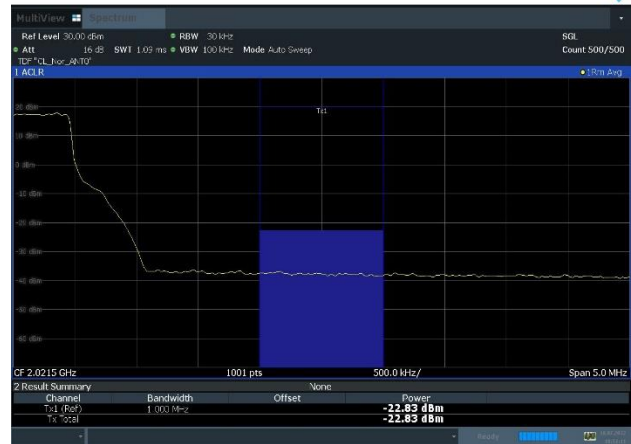 MultiView Spectrum
Ref Level 30.00 dBm RBW 30 kHz SGL
Att 16 dB SWT 1.09 ms VBW 100 kHz Mode Auto Sweep Count 500/500
TDF "CL_Nor_ANT0"
1 ACLR 1Rm Avg
20 dBm
Tx1
10 dBm
0 dBm
-10 dBm
-20 dBm
-30 dBm
-40 dBm
-50 dBm
-60 dBm
CF 2.0215 GHz 1001 pts 500.0 kHz/ Span 5.0 MHz
2 Result Summary None
Channel Bandwidth Offset Power
Tx1 (Ref) 1.000 MHz -22.83 dBm
Tx Total -22.83 dBm
Ready